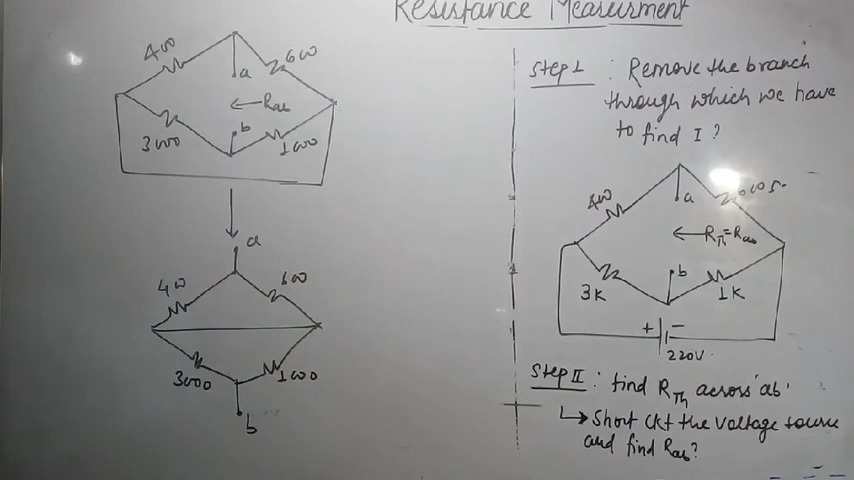 Resistance Measurment
400
600
a
← Rab
b
3000
1000
a
400
600
3000
1000
b
Step I : Remove the branch
through which we have
to find I ?
400
600
a
← RTh = Rab
b
3K
1K
+ -
220V
Step II : find RTh across 'ab'
↳ Short ckt the voltage source
and find Rab?